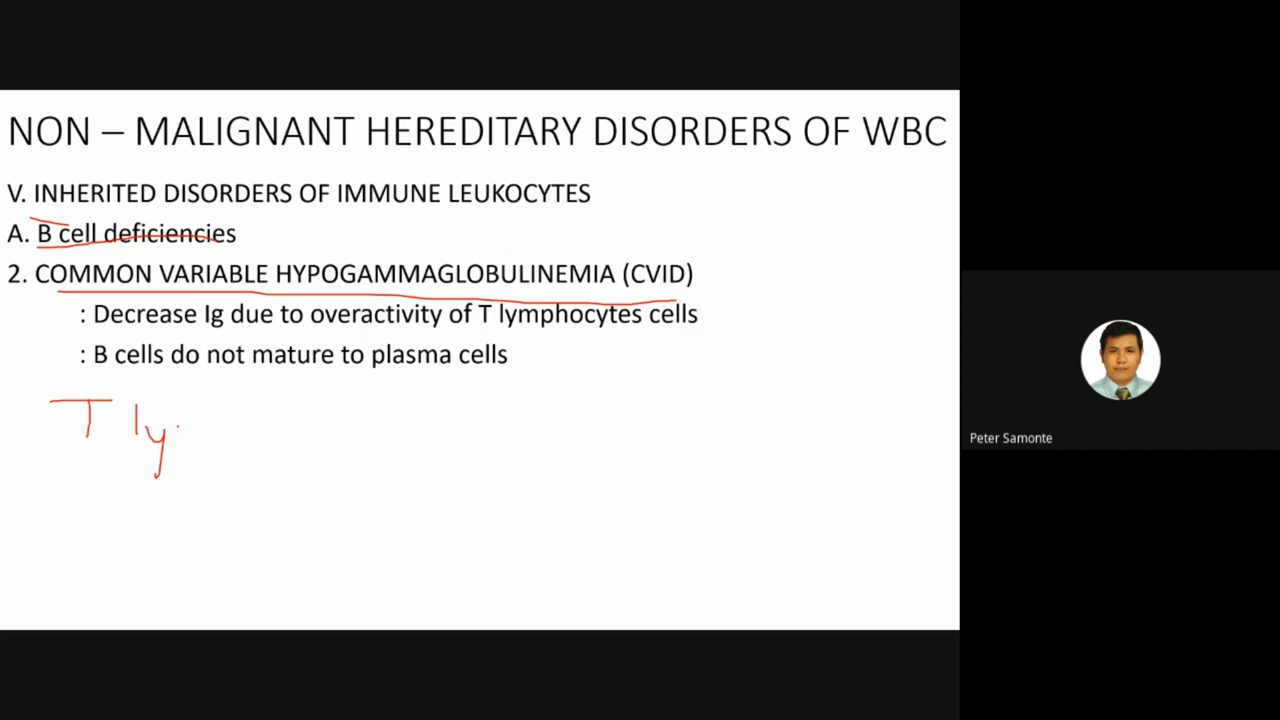 NON – MALIGNANT HEREDITARY DISORDERS OF WBC
V. INHERITED DISORDERS OF IMMUNE LEUKOCYTES
A. B cell deficiencies
2. COMMON VARIABLE HYPOGAMMAGLOBULINEMIA (CVID)
: Decrease Ig due to overactivity of T lymphocytes cells
: B cells do not mature to plasma cells
T ly
Peter Samonte